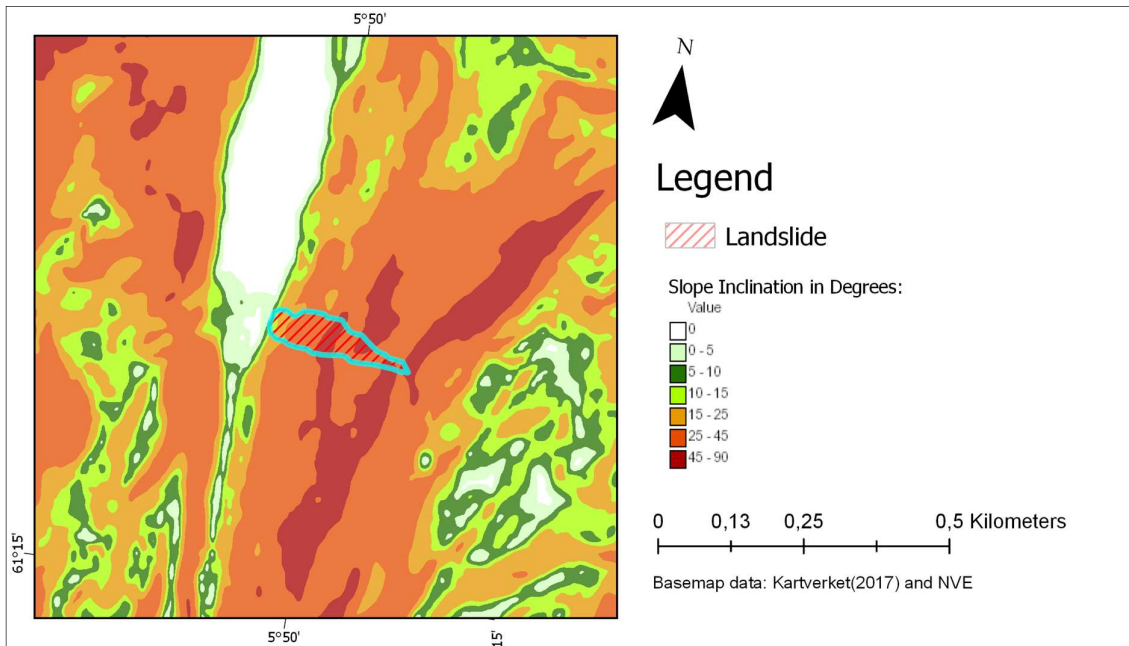 5°50'
N
Legend
Landslide
Slope Inclination in Degrees:
Value
0
0 - 5
5 - 10
10 - 15
15 - 25
25 - 45
45 - 90
0 0,13 0,25 0,5 Kilometers
Basemap data: Kartverket(2017) and NVE
61°15'
5°50'
15'